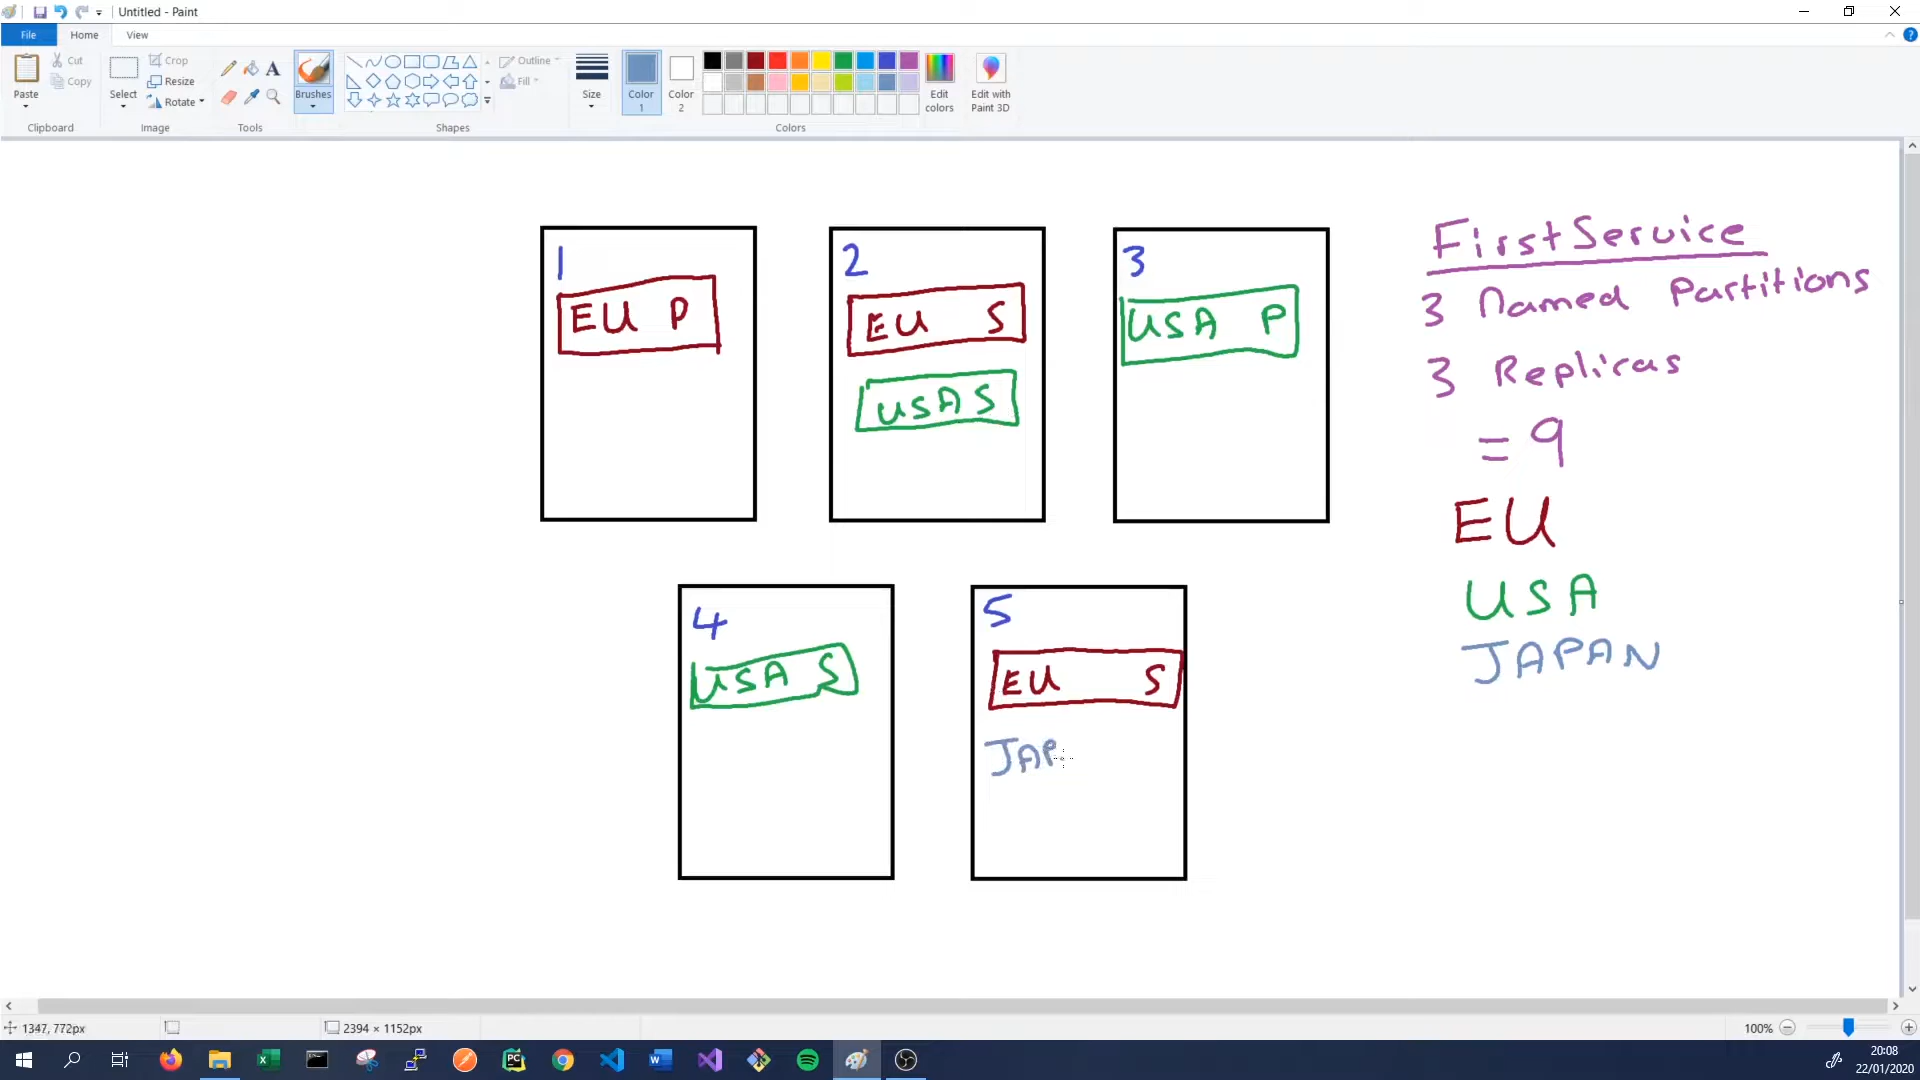 Untitled - Paint
File Home View
Paste
Cut
Copy
Clipboard
Select
Crop
Resize
Rotate
Image
Tools
Brushes
Shapes
Outline
Fill
Size
Color 1
Color 2
Colors
Edit colors
Edit with Paint 3D
1
EU P
2
EU S
USA S
3
USA P
4
USA S
5
EU S
JAP
FirstService
3 Named Partitions
3 Replicas
= 9
EU
USA
JAPAN
1347, 772px
2394 × 1152px
100%
20:08
22/01/2020